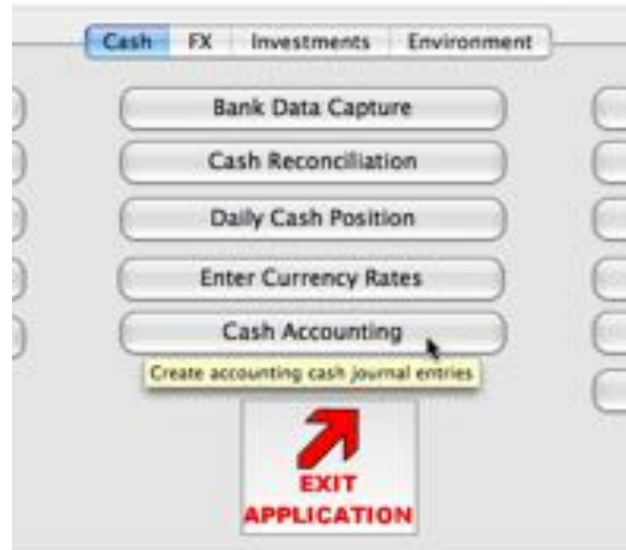 Cash FX Investments Environment
Bank Data Capture
Cash Reconciliation
Daily Cash Position
Enter Currency Rates
Cash Accounting
Create accounting cash journal entries
EXIT
APPLICATION